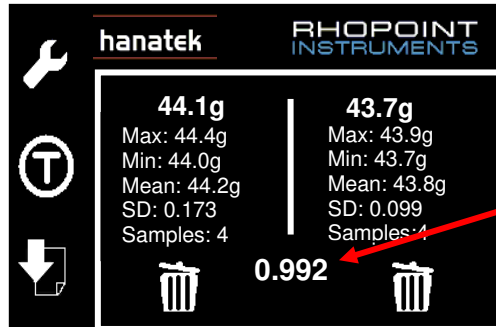 hanatek
RHOPOINT
INSTRUMENTS
T
44.1g
Max: 44.4g
Min: 44.0g
Mean: 44.2g
SD: 0.173
Samples: 4
43.7g
Max: 43.9g
Min: 43.7g
Mean: 43.8g
SD: 0.099
Samples:4
0.992